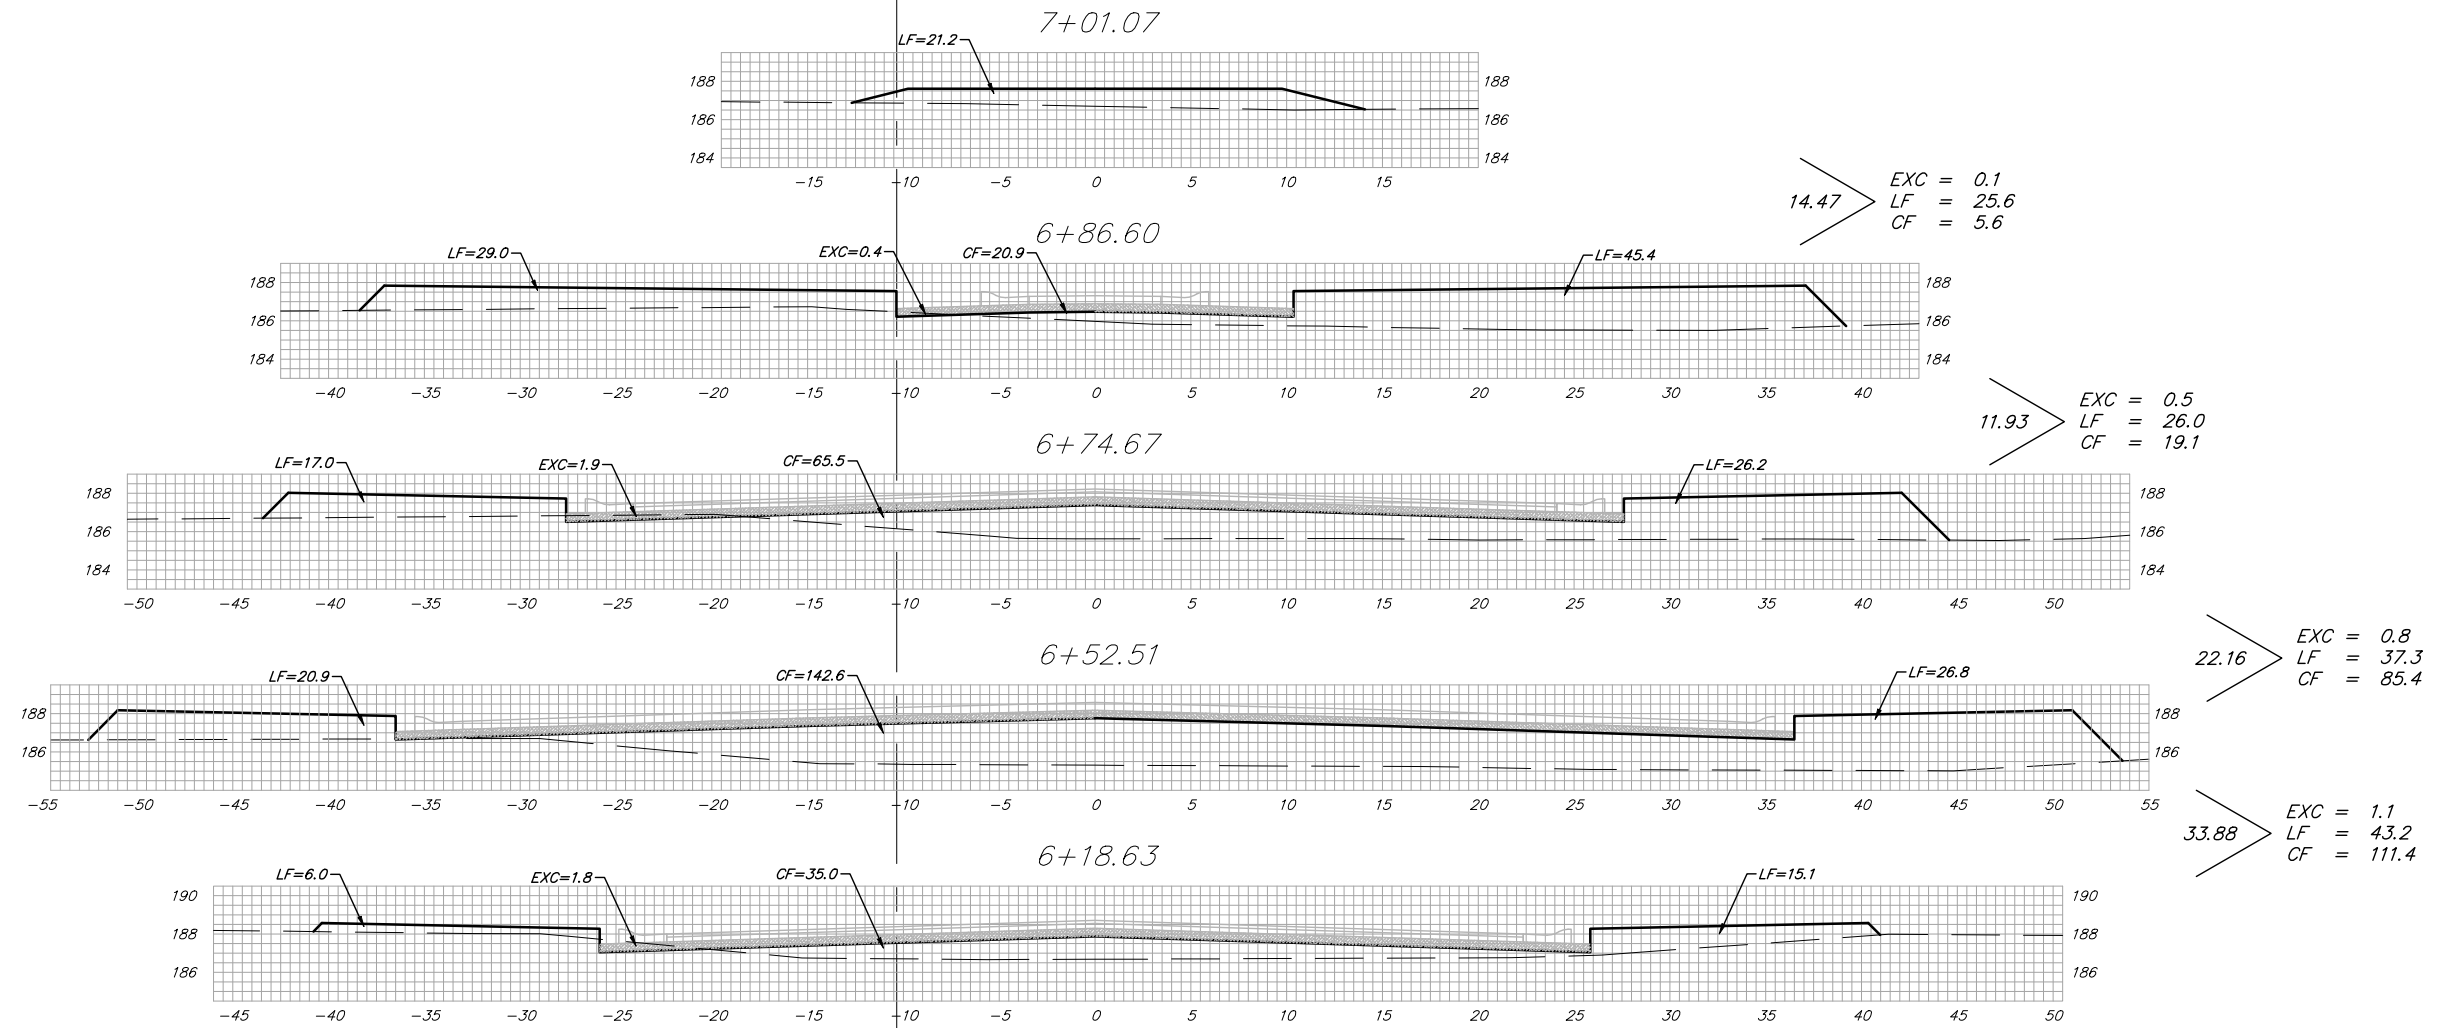 7+01.07
LF=21.2
188 188
186 186
184 184
-15 -10 -5 0 5 10 15
14.47
EXC = 0.1
LF = 25.6
CF = 5.6
6+86.60
LF=29.0 EXC=0.4 CF=20.9 LF=45.4
188 188
186 186
184 184
-40 -35 -30 -25 -20 -15 -10 -5 0 5 10 15 20 25 30 35 40
11.93
EXC = 0.5
LF = 26.0
CF = 19.1
6+74.67
LF=17.0 EXC=1.9 CF=65.5 LF=26.2
188 188
186 186
184 184
-50 -45 -40 -35 -30 -25 -20 -15 -10 -5 0 5 10 15 20 25 30 35 40 45 50
22.16
EXC = 0.8
LF = 37.3
CF = 85.4
6+52.51
LF=20.9 CF=142.6 LF=26.8
188 188
186 186
-55 -50 -45 -40 -35 -30 -25 -20 -15 -10 -5 0 5 10 15 20 25 30 35 40 45 50 55
33.88
EXC = 1.1
LF = 43.2
CF = 111.4
6+18.63
LF=6.0 EXC=1.8 CF=35.0 LF=15.1
190 190
188 188
186 186
-45 -40 -35 -30 -25 -20 -15 -10 -5 0 5 10 15 20 25 30 35 40 45 50